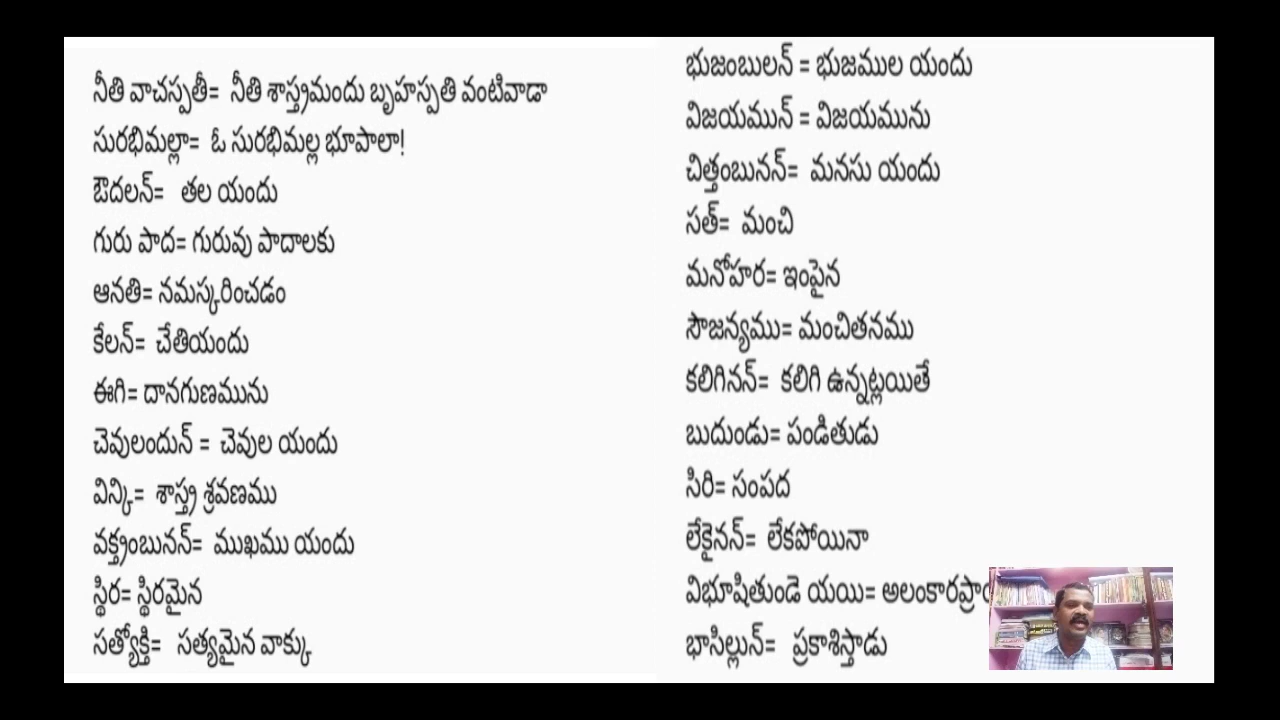 నీతి వాచస్పతీ= నీతి శాస్త్రమందు బృహస్పతి వంటివాడా
సురభిమల్లా= ఓ సురభిమల్ల భూపాలా!
ఔదలన్= తల యందు
గురు పాద= గురువు పాదాలకు
ఆనతి= నమస్కరించడం
కేలన్= చేతియందు
ఈగి= దానగుణమును
చెవులందున్ = చెవుల యందు
విన్కి= శాస్త్ర శ్రవణము
వక్త్రంబునన్= ముఖము యందు
స్థిర= స్థిరమైన
సత్యోక్తి= సత్యమైన వాక్కు
భుజంబులన్ = భుజముల యందు
విజయమున్ = విజయమును
చిత్తంబునన్= మనసు యందు
సత్= మంచి
మనోహర= ఇంపైన
సౌజన్యము= మంచితనము
కలిగినన్= కలిగి ఉన్నట్లయితే
బుదుండు= పండితుడు
సిరి= సంపద
లేకైనన్= లేకపోయినా
విభూషితుండె యయి=
భాసిల్లున్= ప్రకాశిస్తాడు